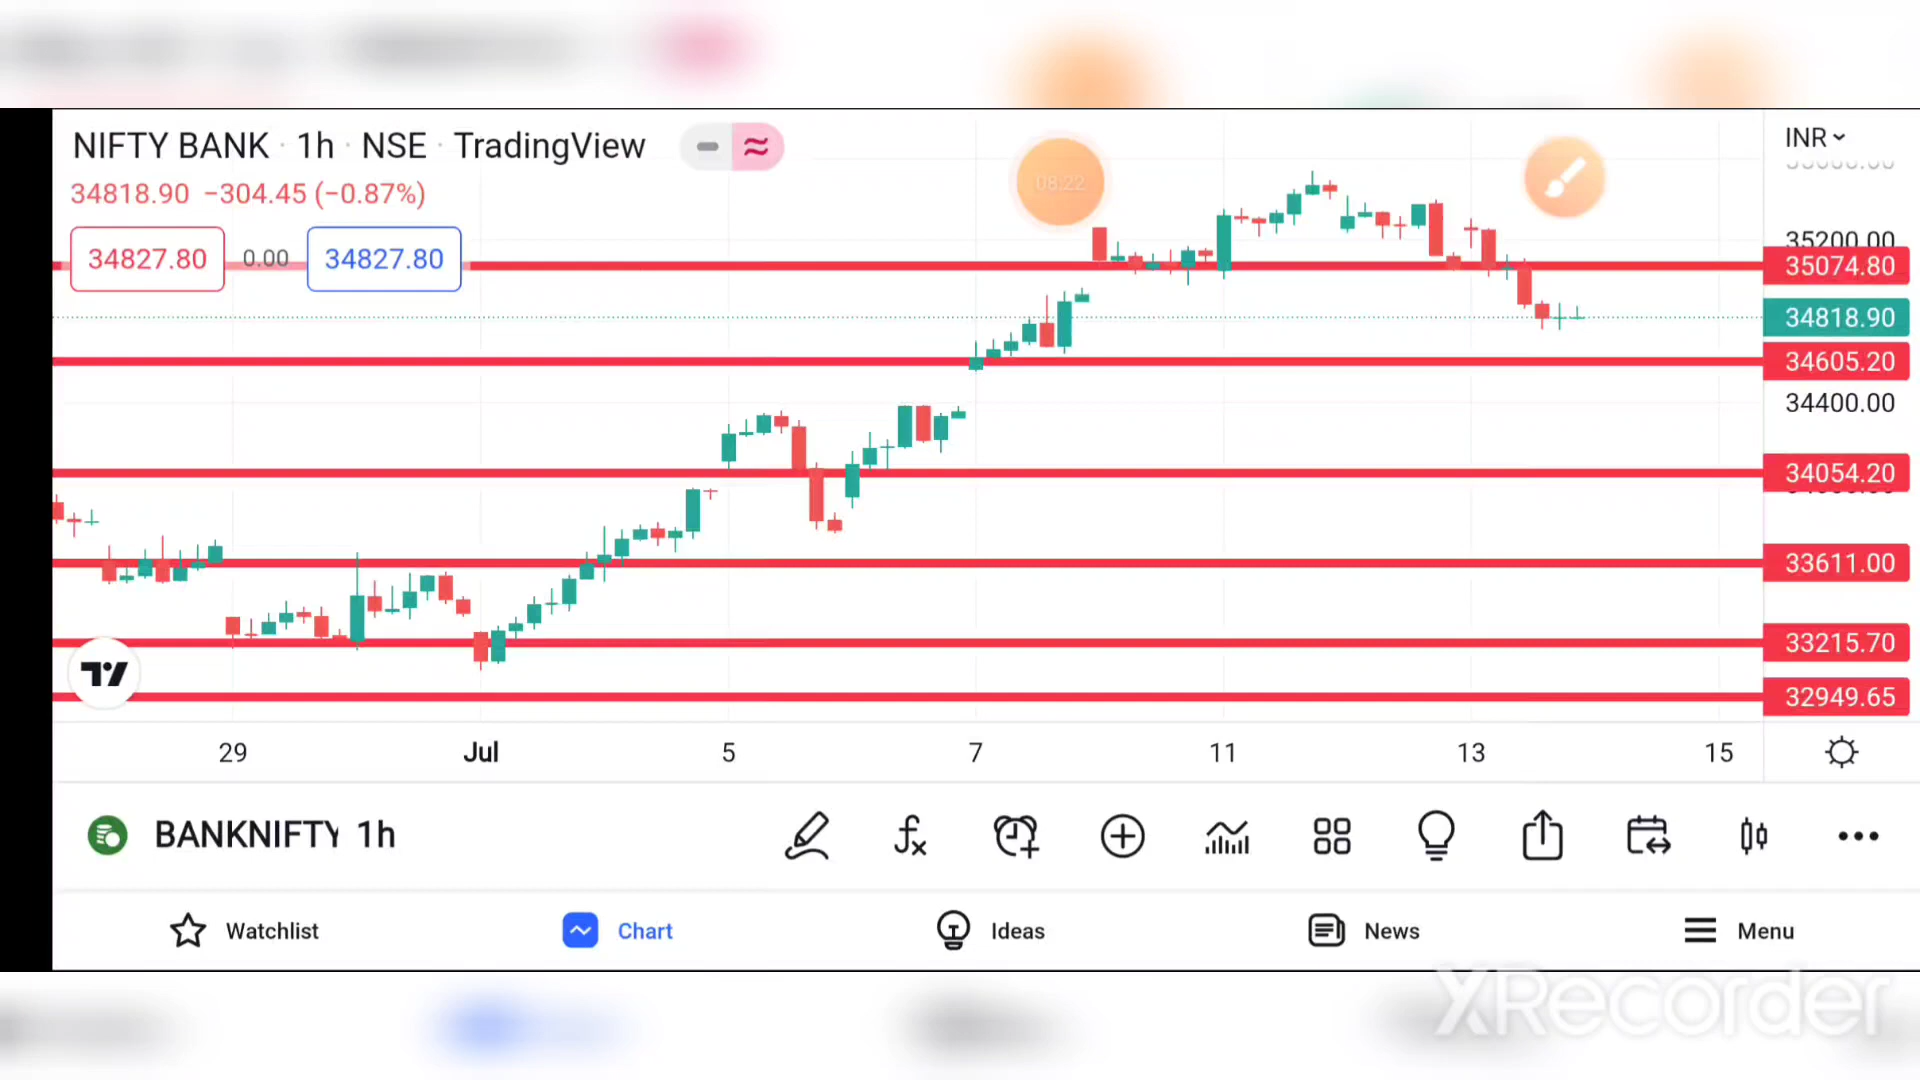 NIFTY BANK · 1h · NSE · TradingView
INR
34818.90 −304.45 (−0.87%)
08:22
34827.80 0.00 34827.80
35200.00
35074.80
34818.90
34605.20
34400.00
34054.20
33611.00
33215.70
32949.65
29 Jul 5 7 11 13 15
BANKNIFTY 1h
Watchlist Chart Ideas News Menu
XRecorder